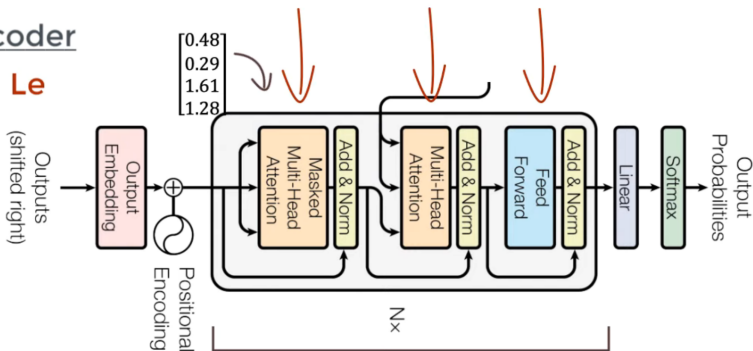 coder
Le
[0.48]
0.29
1.61
1.28
Outputs
(shifted right)
Output
Embedding
Positional
Encoding
Masked
Multi-Head
Attention
Add & Norm
Multi-Head
Attention
Add & Norm
Feed
Forward
Add & Norm
Nx
Linear
Softmax
Output
Probabilities